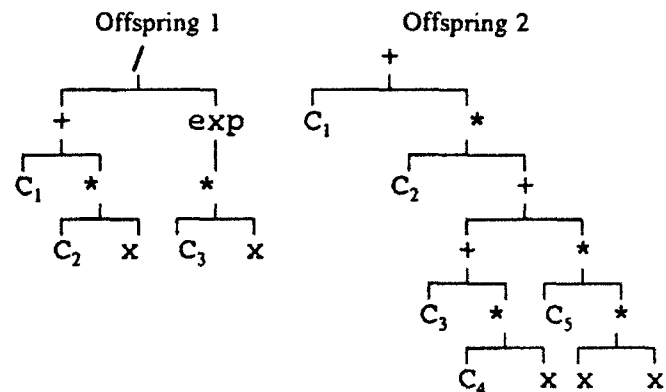 Offspring 1 Offspring 2
/ +
+ exp C₁ *
C₁ * * C₂ +
C₂ x C₃ x + *
C₃ * C₅ *
C₄ x x x